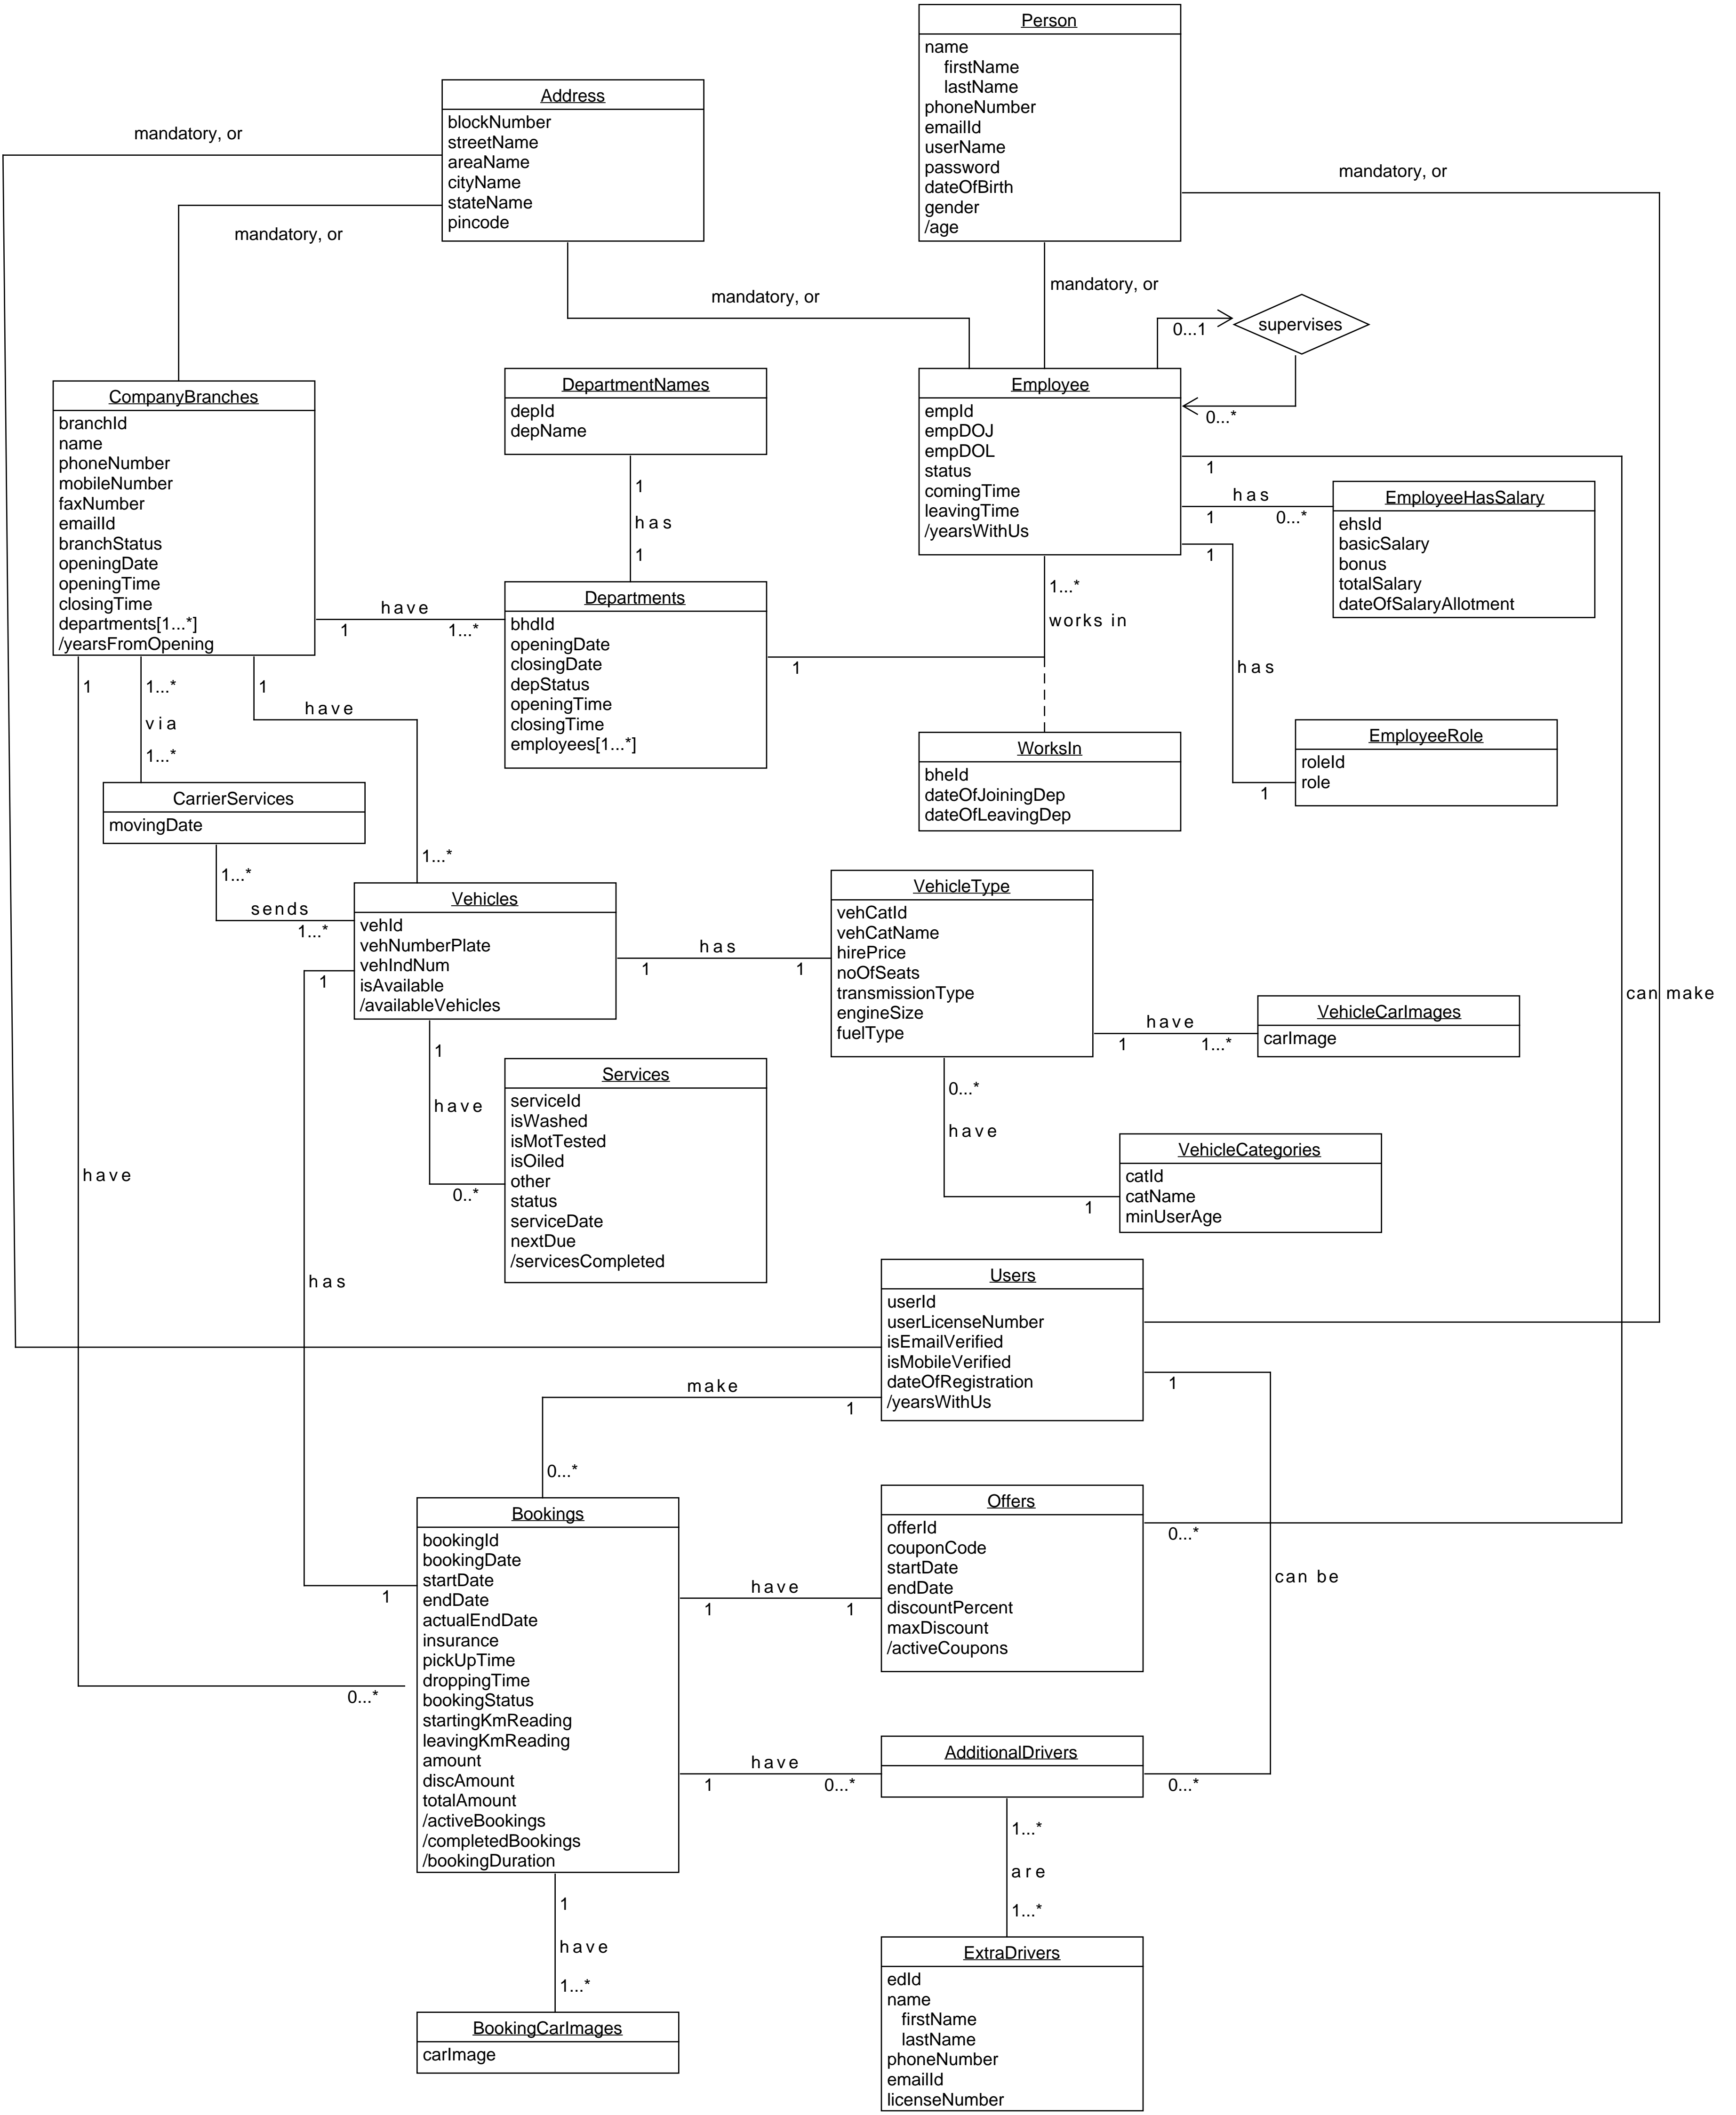 Person
name
firstName
lastName
phoneNumber
emailId
userName
password
dateOfBirth
gender
/age
Address
blockNumber
streetName
areaName
cityName
stateName
pincode
mandatory, or
mandatory, or
mandatory, or
mandatory, or
mandatory, or
supervises
0...1
0...*
CompanyBranches
branchId
name
phoneNumber
mobileNumber
faxNumber
emailId
branchStatus
openingDate
openingTime
closingTime
departments[1...*]
/yearsFromOpening
DepartmentNames
depId
depName
1
has
1
Employee
empId
empDOJ
empDOL
status
comingTime
leavingTime
/yearsWithUs
1
has
1
0...*
1
EmployeeHasSalary
ehsId
basicSalary
bonus
totalSalary
dateOfSalaryAllotment
have
1
1...*
Departments
bhdId
openingDate
closingDate
depStatus
openingTime
closingTime
employees[1...*]
1...*
works in
1
has
1
EmployeeRole
roleId
role
WorksIn
bheId
dateOfJoiningDep
dateOfLeavingDep
1
1...*
via
1...*
1
have
1...*
CarrierServices
movingDate
1...*
sends
1...*
Vehicles
vehId
vehNumberPlate
vehIndNum
isAvailable
/availableVehicles
1
has
1
1
VehicleType
vehCatId
vehCatName
hirePrice
noOfSeats
transmissionType
engineSize
fuelType
have
1
1...*
VehicleCarImages
carImage
can make
1
have
0..*
Services
serviceId
isWashed
isMotTested
isOiled
other
status
serviceDate
nextDue
/servicesCompleted
0...*
have
1
VehicleCategories
catId
catName
minUserAge
have
has
Users
userId
userLicenseNumber
isEmailVerified
isMobileVerified
dateOfRegistration
/yearsWithUs
make
1
0...*
1
can be
Bookings
bookingId
bookingDate
startDate
endDate
actualEndDate
insurance
pickUpTime
droppingTime
bookingStatus
startingKmReading
leavingKmReading
amount
discAmount
totalAmount
/activeBookings
/completedBookings
/bookingDuration
1
0...*
have
1
1
Offers
offerId
couponCode
startDate
endDate
discountPercent
maxDiscount
/activeCoupons
0...*
have
1
0...*
AdditionalDrivers
0...*
1...*
are
1...*
ExtraDrivers
edId
name
firstName
lastName
phoneNumber
emailId
licenseNumber
1
have
1...*
BookingCarImages
carImage